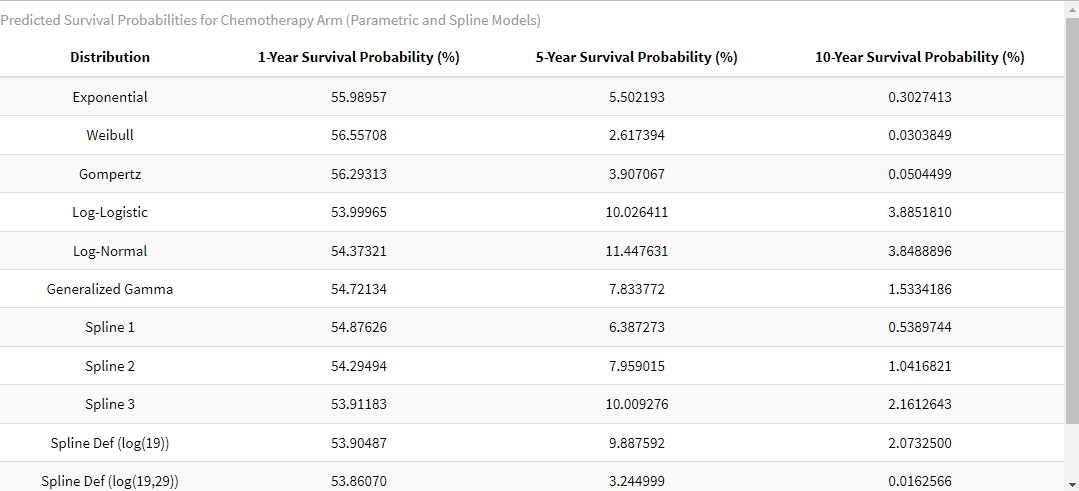 Predicted Survival Probabilities for Chemotherapy Arm (Parametric and Spline Models)
Distribution 1-Year Survival Probability (%) 5-Year Survival Probability (%) 10-Year Survival Probability (%)
Exponential 55.98957 5.502193 0.3027413
Weibull 56.55708 2.617394 0.0303849
Gompertz 56.29313 3.907067 0.0504499
Log-Logistic 53.99965 10.026411 3.8851810
Log-Normal 54.37321 11.447631 3.8488896
Generalized Gamma 54.72134 7.833772 1.5334186
Spline 1 54.87626 6.387273 0.5389744
Spline 2 54.29494 7.959015 1.0416821
Spline 3 53.91183 10.009276 2.1612643
Spline Def (log(19)) 53.90487 9.887592 2.0732500
Spline Def (log(19,29)) 53.86070 3.244999 0.0162566